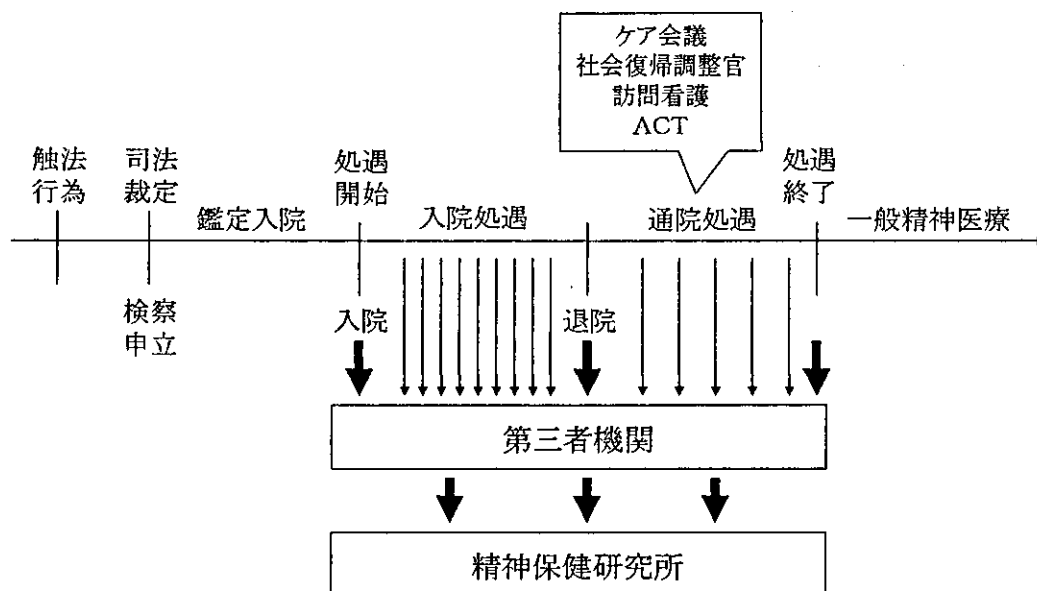 ケア会議
社会復帰調整官
訪問看護
ACT
触法
行為
司法
裁定
鑑定入院
処遇
開始
入院処遇
通院処遇
処遇
終了
一般精神医療
検察
申立
入院
退院
第三者機関
精神保健研究所